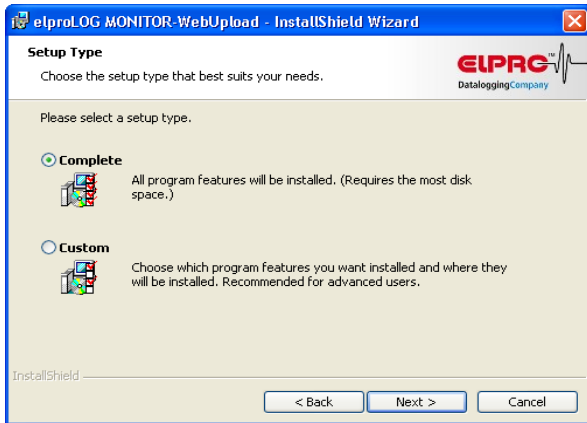 elproLOG MONITOR-WebUpload - InstallShield Wizard
Setup Type
Choose the setup type that best suits your needs.
ELPRO™
DataloggingCompany
Please select a setup type.
Complete
All program features will be installed. (Requires the most disk
space.)
Custom
Choose which program features you want installed and where they
will be installed. Recommended for advanced users.
InstallShield
< Back
Next >
Cancel